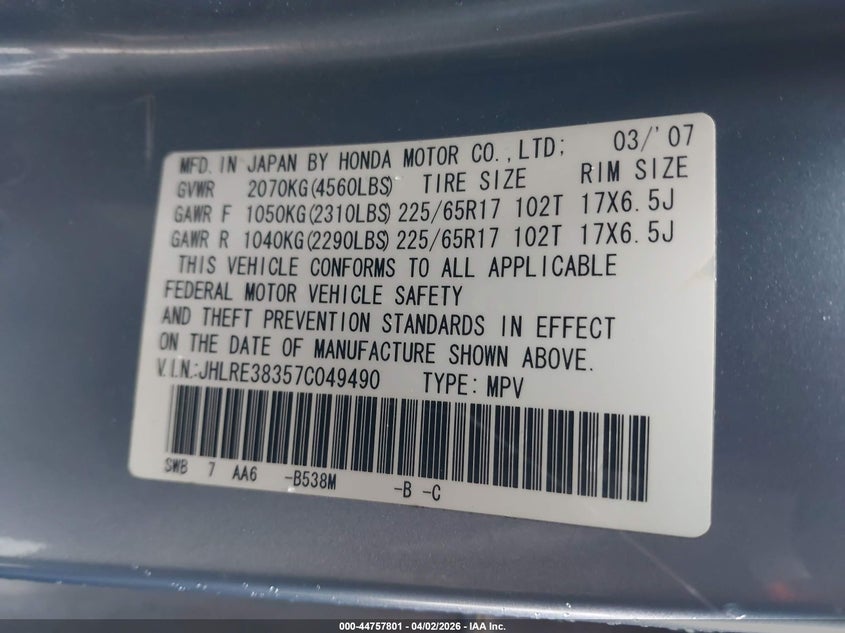 MFD. IN JAPAN BY HONDA MOTOR CO.,LTD; 03/'07
GVWR 2070KG(4560LBS) TIRE SIZE RIM SIZE
GAWR F 1050KG(2310LBS) 225/65R17 102T 17X6.5J
GAWR R 1040KG(2290LBS) 225/65R17 102T 17X6.5J
THIS VEHICLE CONFORMS TO ALL APPLICABLE
FEDERAL MOTOR VEHICLE SAFETY
AND THEFT PREVENTION STANDARDS IN EFFECT
ON THE DATE OF MANUFACTURE SHOWN ABOVE.
V.I.N.:JHLRE38357C049490 TYPE: MPV
SWB 7 AA6 -B538M -B -C
000-44757801 - 04/02/2026 - IAA Inc.